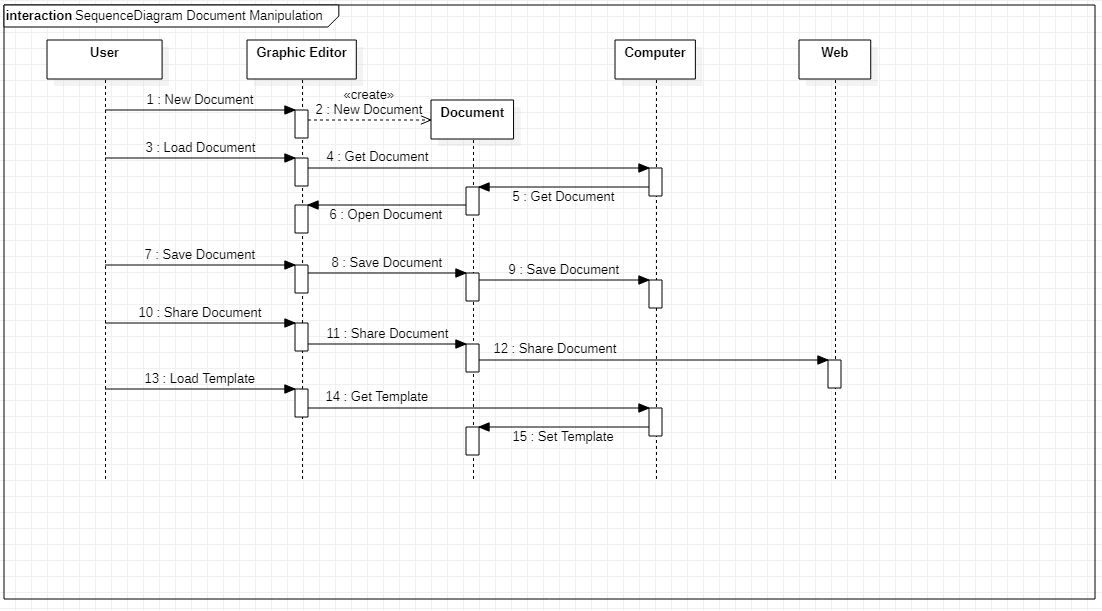 interaction SequenceDiagram Document Manipulation
User
Graphic Editor
Computer
Web
«create»
1 : New Document
2 : New Document
Document
3 : Load Document
4 : Get Document
5 : Get Document
6 : Open Document
7 : Save Document
8 : Save Document
9 : Save Document
10 : Share Document
11 : Share Document
12 : Share Document
13 : Load Template
14 : Get Template
15 : Set Template